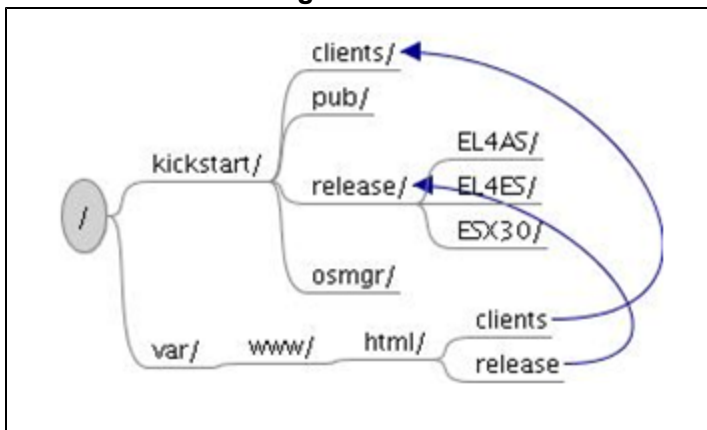 clients/
pub/
kickstart/
release/
EL4AS/
EL4ES/
ESX30/
/
osmgr/
var/
www/
html/
clients
release